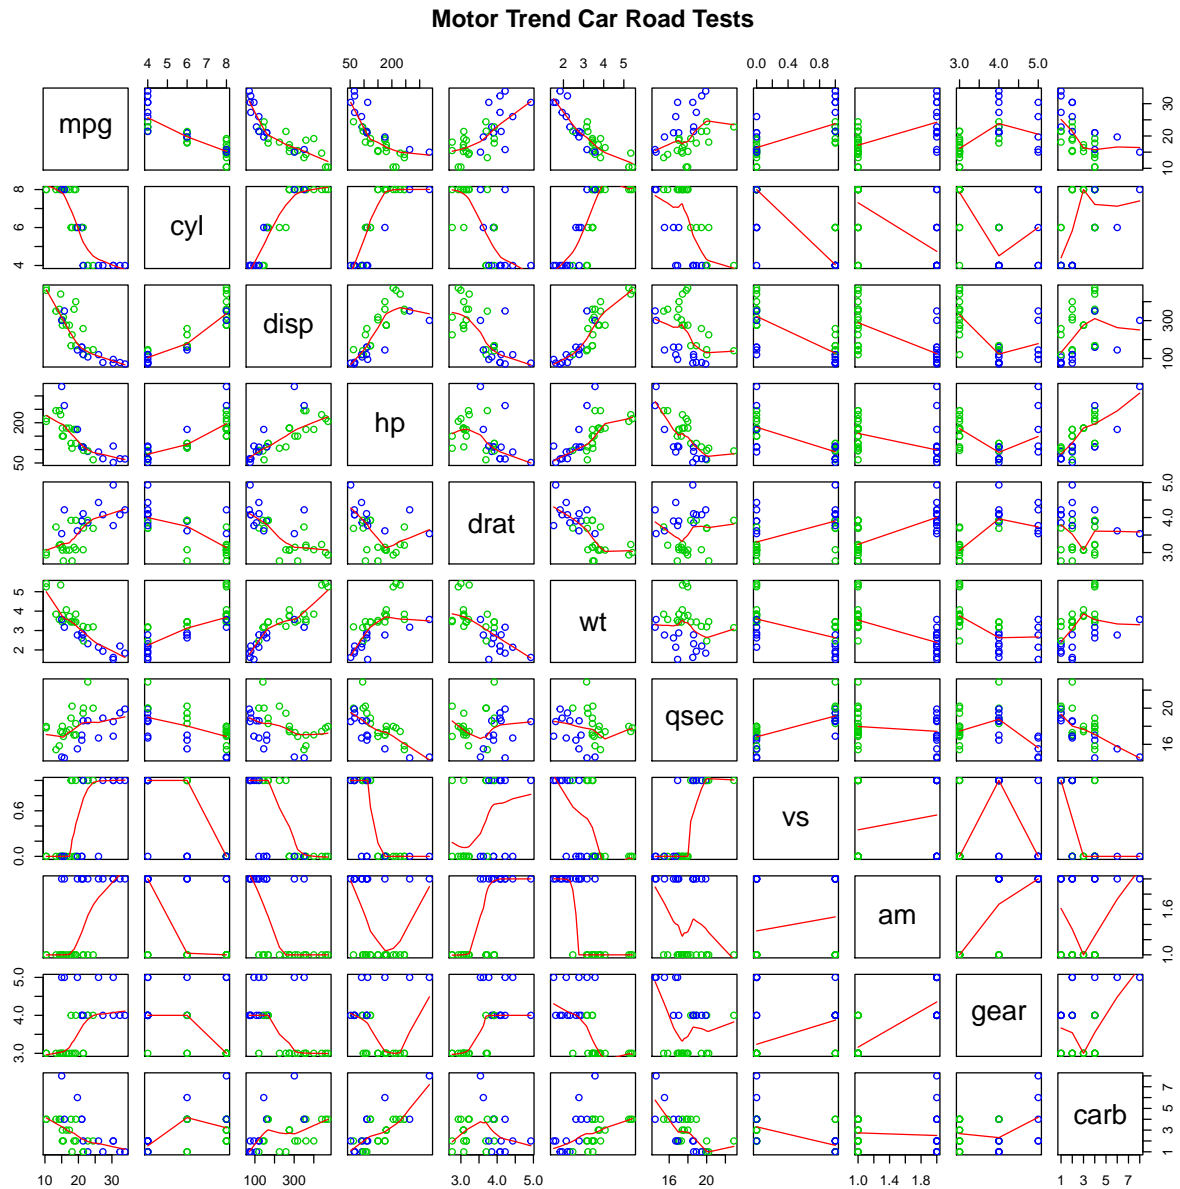 Motor Trend Car Road Tests
4 5 6 7 8
50 200
2 3 4 5
0.0 0.4 0.8
3.0 4.0 5.0
mpg
10 20 30
4 6 8
cyl
disp
100 300
50 200
hp
drat
3.0 4.0 5.0
2 3 4 5
wt
qsec
16 20
0.0 0.6
vs
am
1.0 1.6
3.0 4.0 5.0
gear
carb
1 3 5 7
10 20 30
100 300
3.0 4.0 5.0
16 20
1.0 1.4 1.8
1 3 5 7